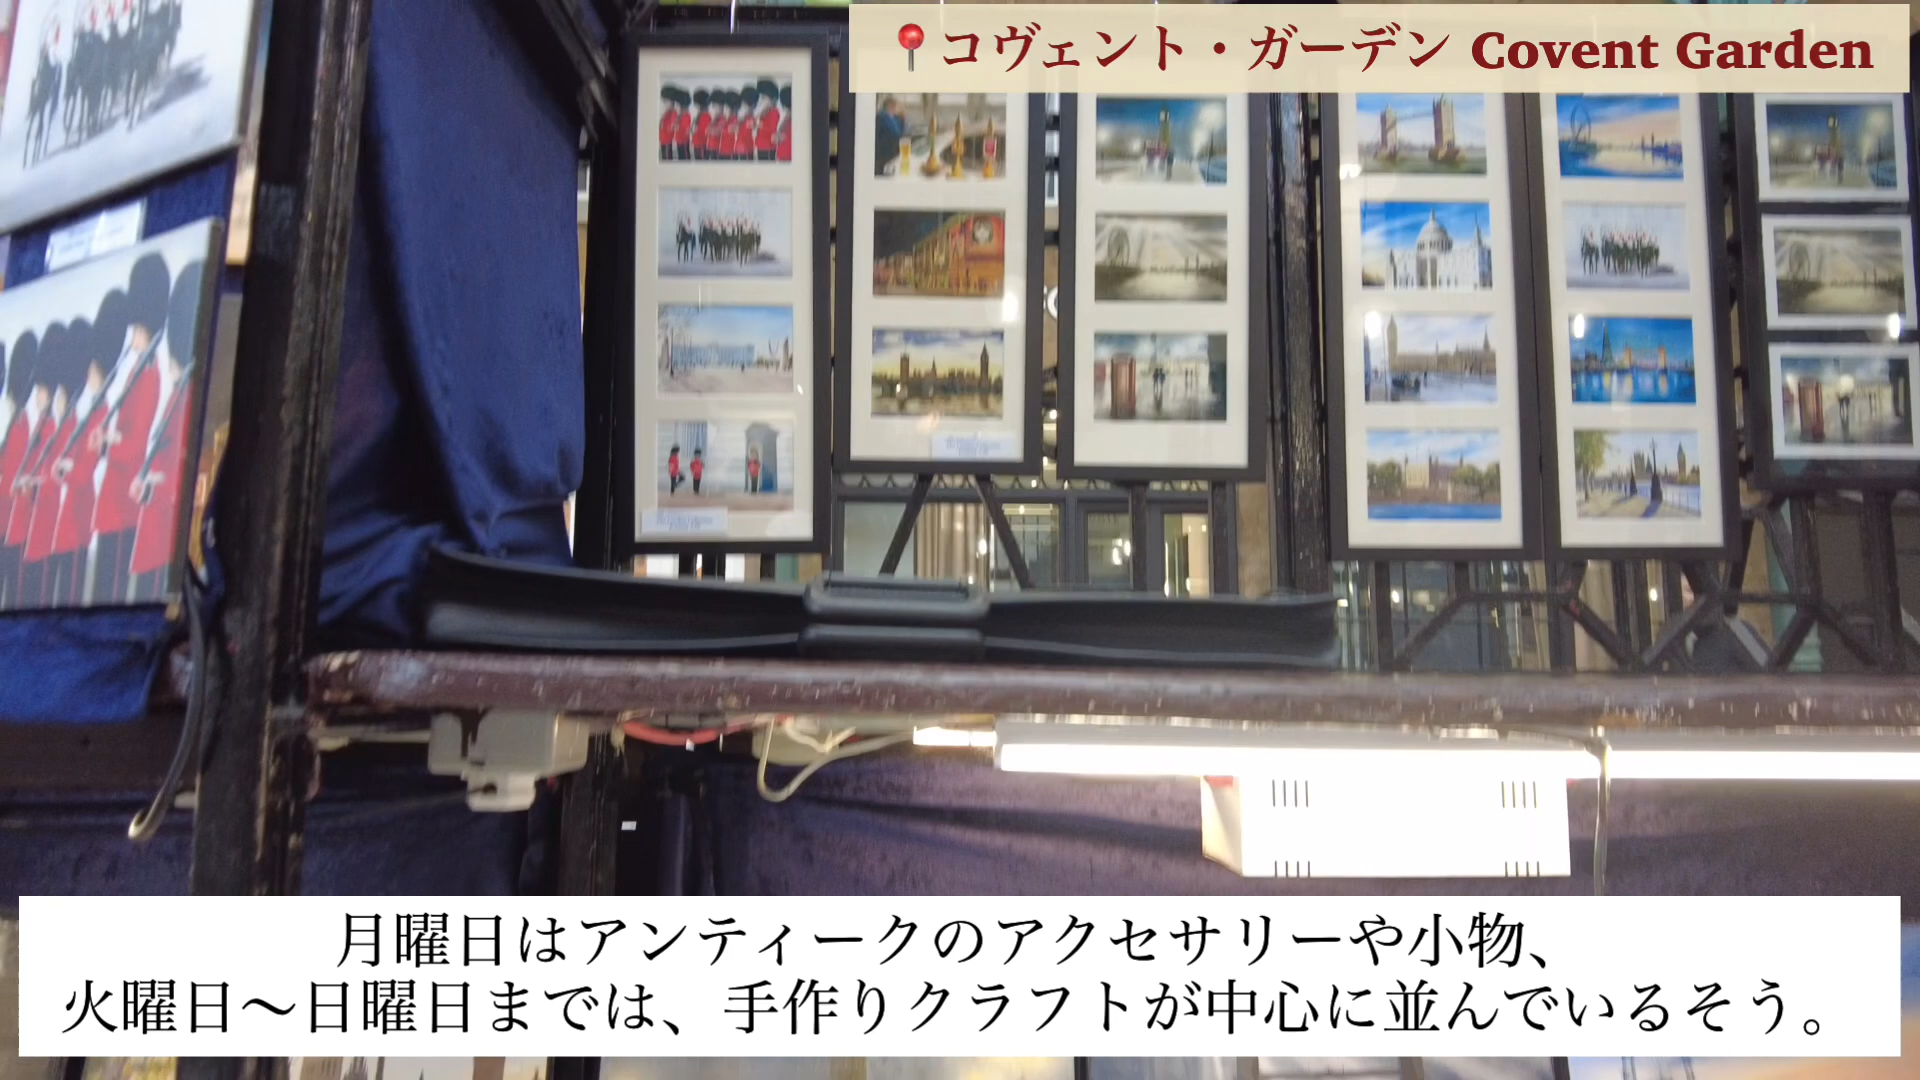 📍コヴェント・ガーデン Covent Garden
月曜日はアンティークのアクセサリーや小物、
火曜日〜日曜日までは、手作りクラフトが中心に並んでいるそう。